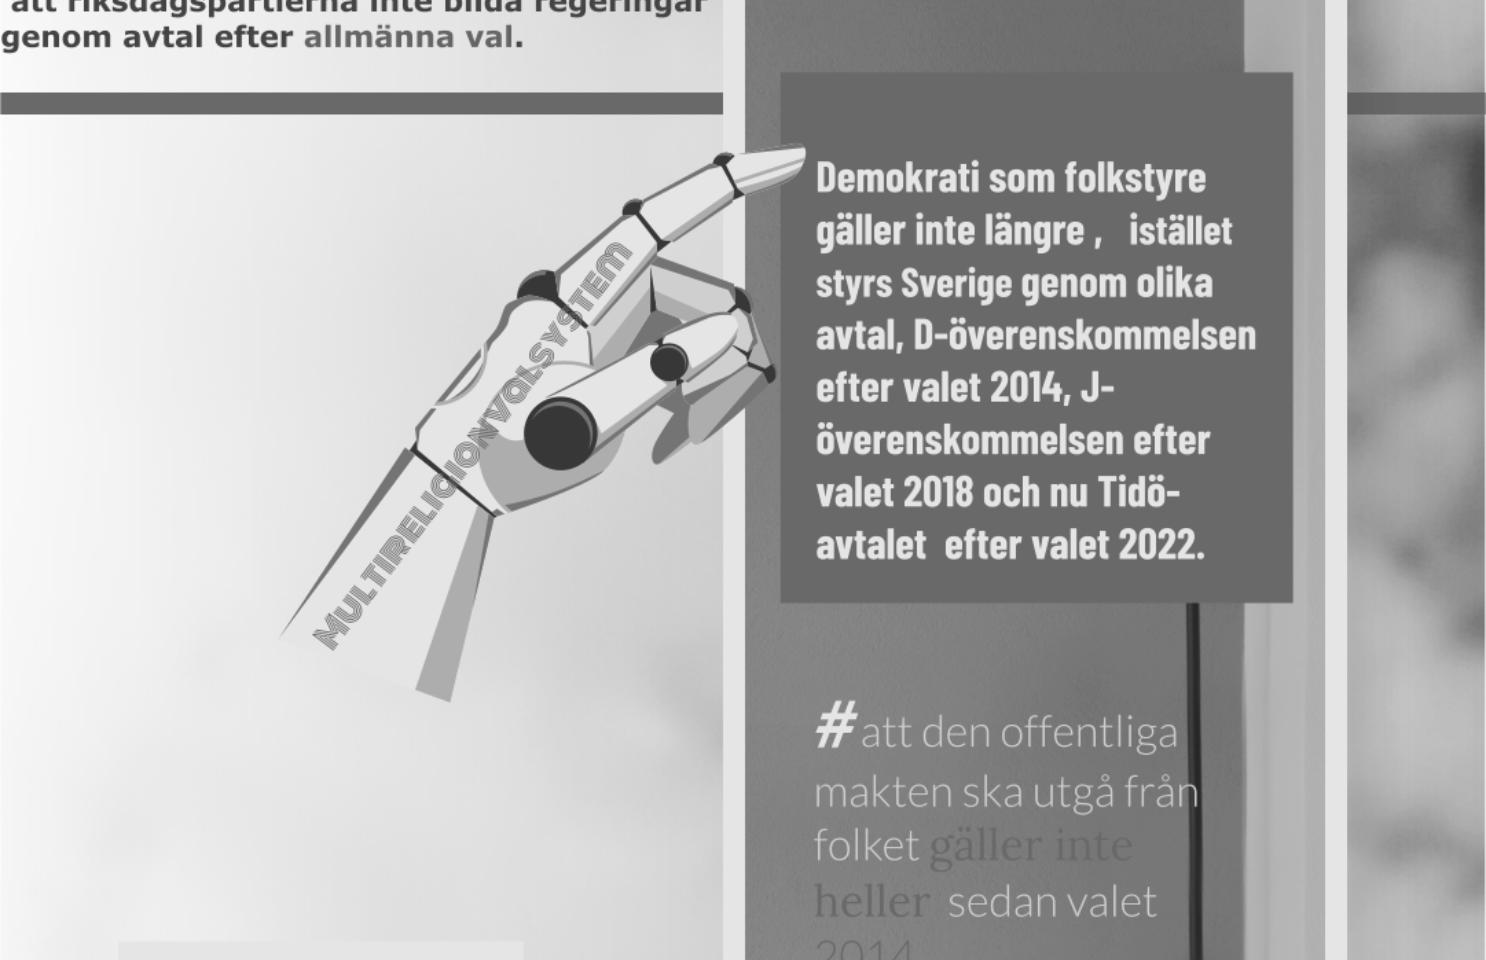 att riksdagspartierna inte bilda regeringar
genom avtal efter allmänna val.
MULTIRELIGIONVALSYSTEM
Demokrati som folkstyre
gäller inte längre , istället
styrs Sverige genom olika
avtal, D-överenskommelsen
efter valet 2014, J-
överenskommelsen efter
valet 2018 och nu Tidö-
avtalet efter valet 2022.
#att den offentliga
makten ska utgå från
folket gäller inte
heller sedan valet
2014